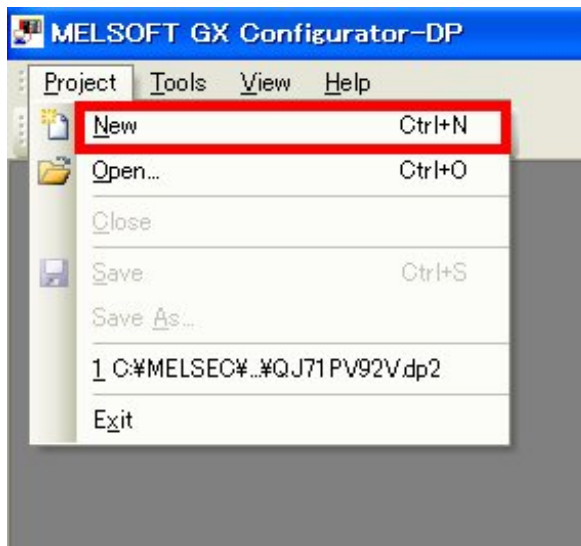 MELSOFT GX Configurator-DP
Project Tools View Help
New Ctrl+N
Open... Ctrl+O
Close
Save Ctrl+S
Save As...
1 C:¥MELSEC¥...¥QJ71PV92V.dp2
Exit